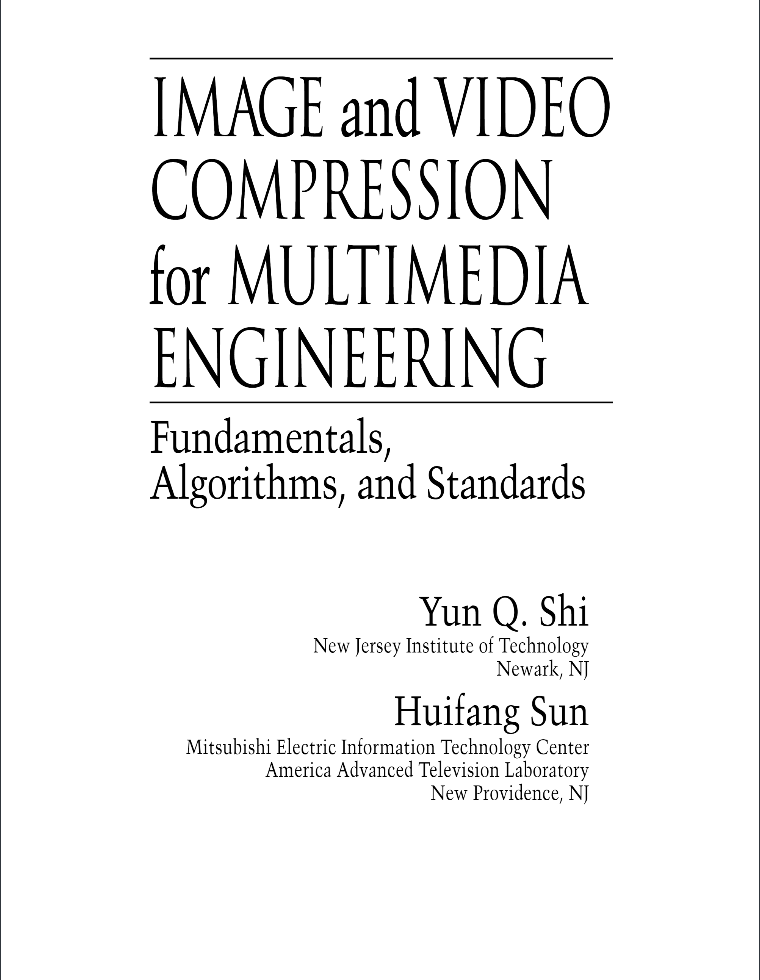 IMAGE and VIDEO
COMPRESSION
for MULTIMEDIA
ENGINEERING
Fundamentals,
Algorithms, and Standards
Yun Q. Shi
New Jersey Institute of Technology
Newark, NJ
Huifang Sun
Mitsubishi Electric Information Technology Center
America Advanced Television Laboratory
New Providence, NJ